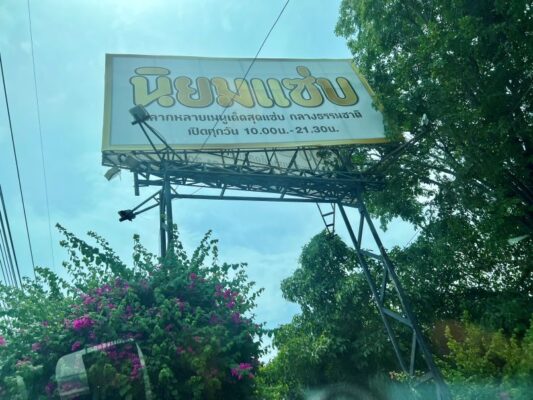 นิยมแซ่บ
หลากหลายเมนูเด็ดสุดแซ่บ กลางธรรมชาติ
เปิดทุกวัน 10.00น.-21.30น.